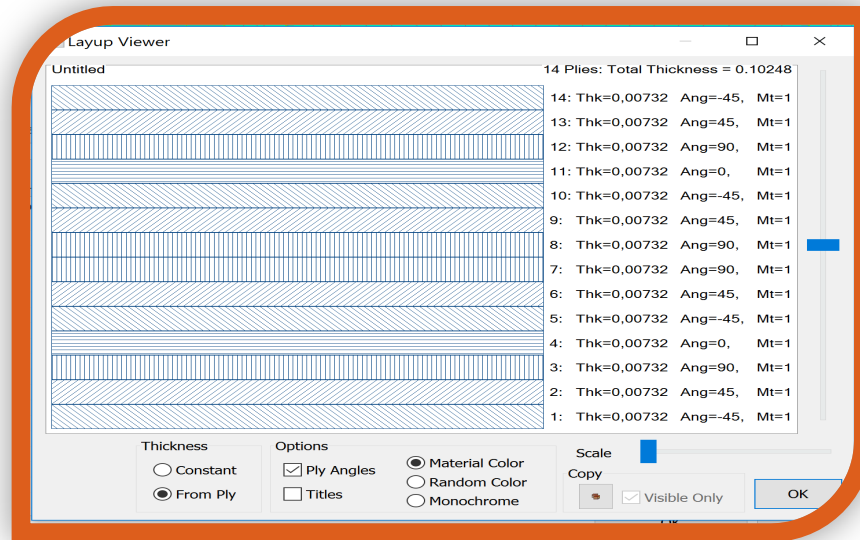 Layup Viewer
Untitled 14 Plies: Total Thickness = 0.10248
14: Thk=0,00732 Ang=-45, Mt=1
13: Thk=0,00732 Ang=45, Mt=1
12: Thk=0,00732 Ang=90, Mt=1
11: Thk=0,00732 Ang=0, Mt=1
10: Thk=0,00732 Ang=-45, Mt=1
9: Thk=0,00732 Ang=45, Mt=1
8: Thk=0,00732 Ang=90, Mt=1
7: Thk=0,00732 Ang=90, Mt=1
6: Thk=0,00732 Ang=45, Mt=1
5: Thk=0,00732 Ang=-45, Mt=1
4: Thk=0,00732 Ang=0, Mt=1
3: Thk=0,00732 Ang=90, Mt=1
2: Thk=0,00732 Ang=45, Mt=1
1: Thk=0,00732 Ang=-45, Mt=1
Thickness
Constant
From Ply
Options
Ply Angles
Titles
Material Color
Random Color
Monochrome
Scale
Copy
Visible Only
OK